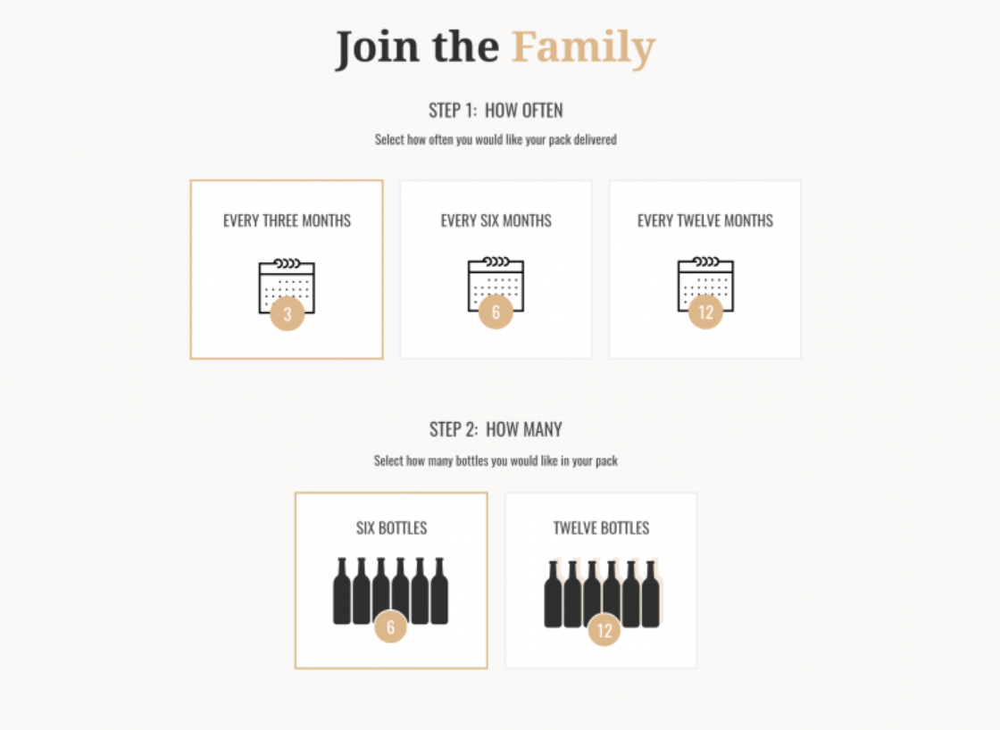 Join the Family
STEP 1: HOW OFTEN
Select how often you would like your pack delivered
EVERY THREE MONTHS
3
EVERY SIX MONTHS
6
EVERY TWELVE MONTHS
12
STEP 2: HOW MANY
Select how many bottles you would like in your pack
SIX BOTTLES
6
TWELVE BOTTLES
12